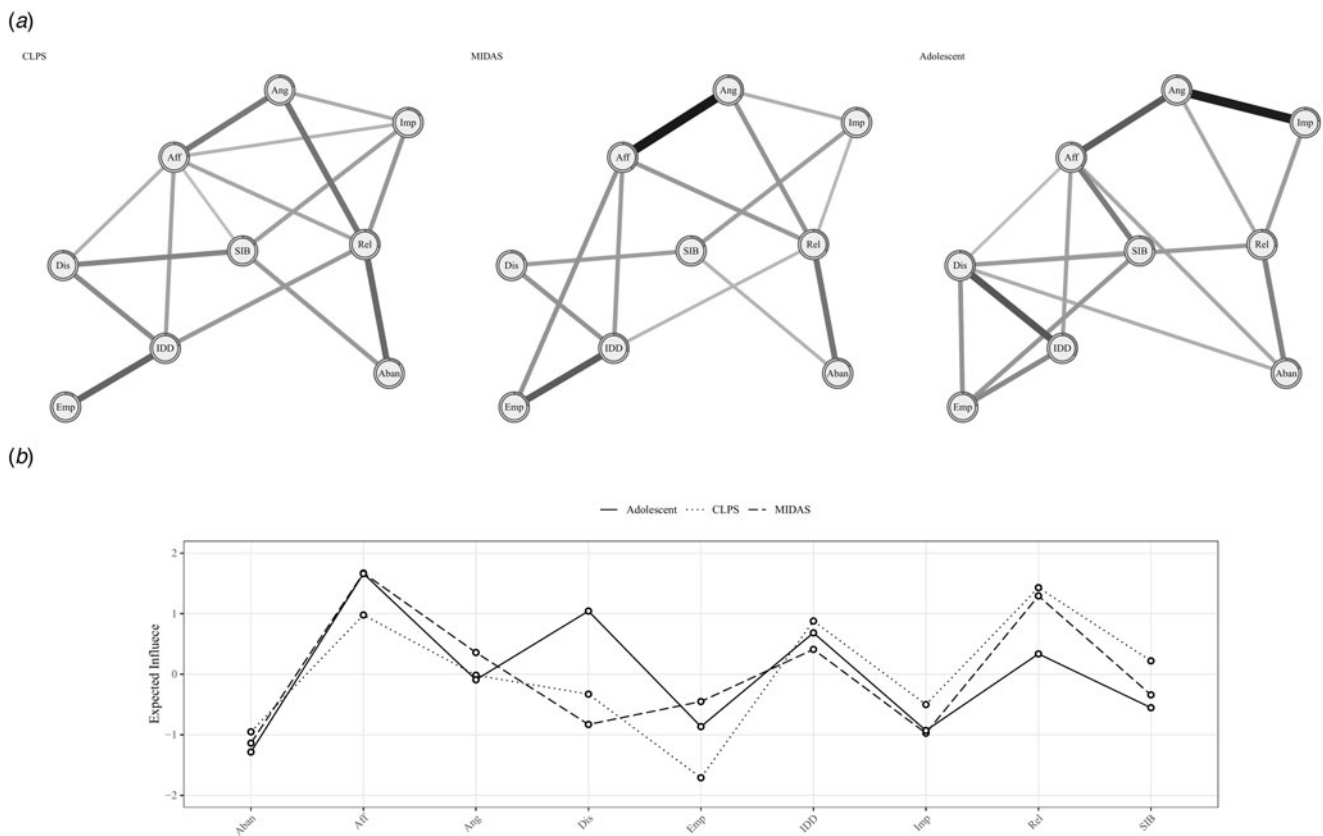 (a)
CLPS
MIDAS
Adolescent
Ang
Imp
Aff
SIB
Rel
Dis
IDD
Aban
Emp
Ang
Imp
Aff
SIB
Rel
Dis
IDD
Aban
Emp
Ang
Imp
Aff
SIB
Rel
Dis
IDD
Aban
Emp
(b)
Adolescent CLPS MIDAS
Expected Influece
2
1
0
−1
−2
Aban Aff Ang Dis Emp IDD Imp Rel SIB